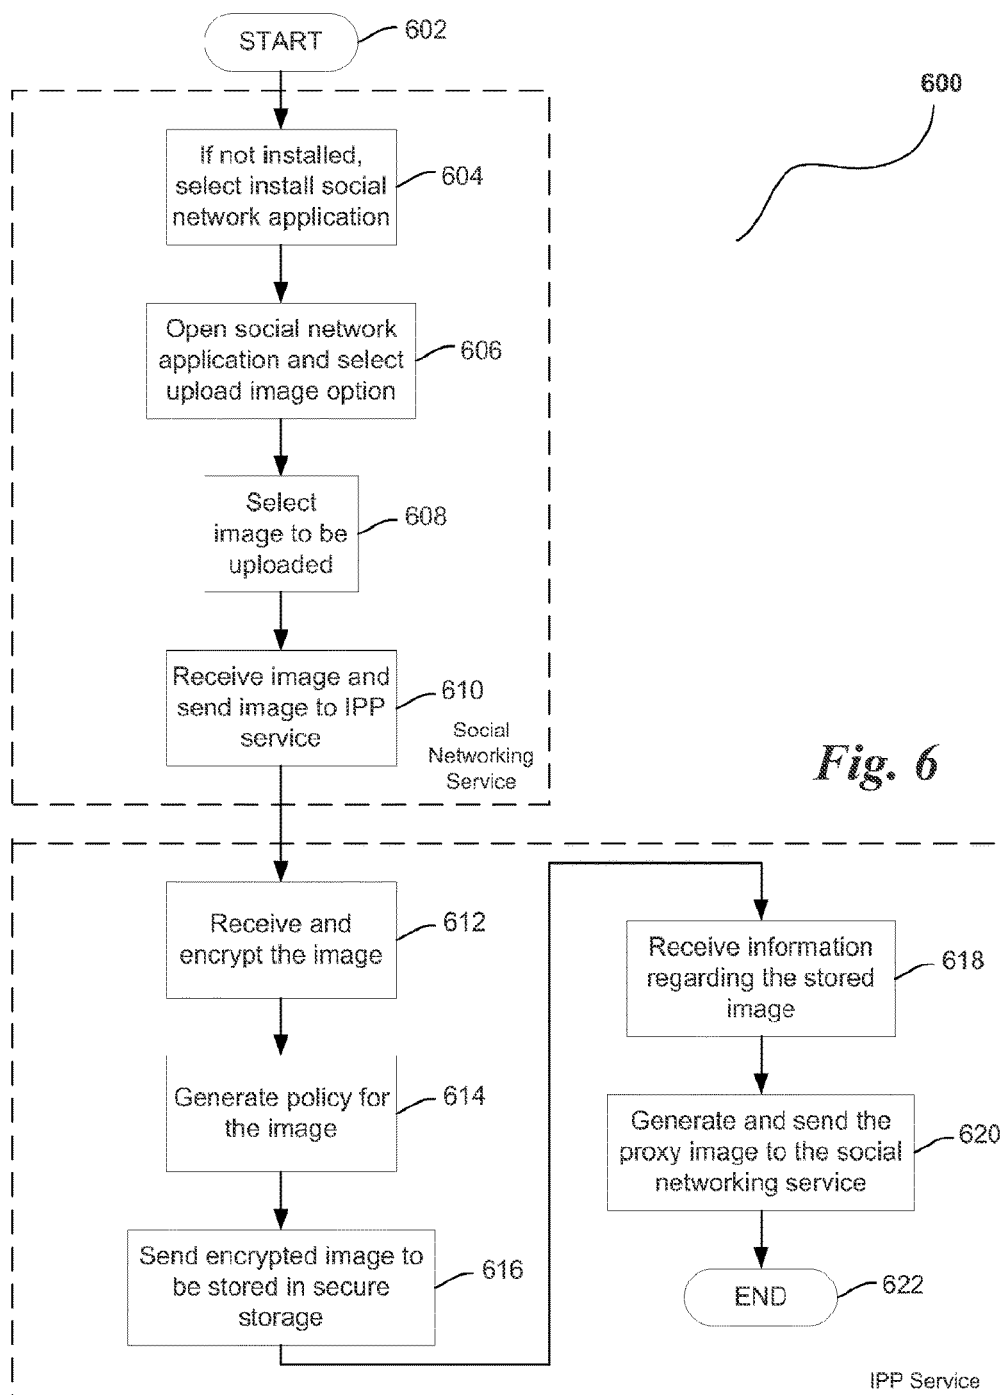 START
602
600
If not installed,
select install social
network application
604
Open social network
application and select
upload image option
606
Select
image to be
uploaded
608
Receive image and
send image to IPP
service
610
Social
Networking
Service
Fig. 6
Receive and
encrypt the image
612
Generate policy for
the image
614
Send encrypted image to
be stored in secure
storage
616
Receive information
regarding the stored
image
618
Generate and send the
proxy image to the social
networking service
620
END
622
IPP Service